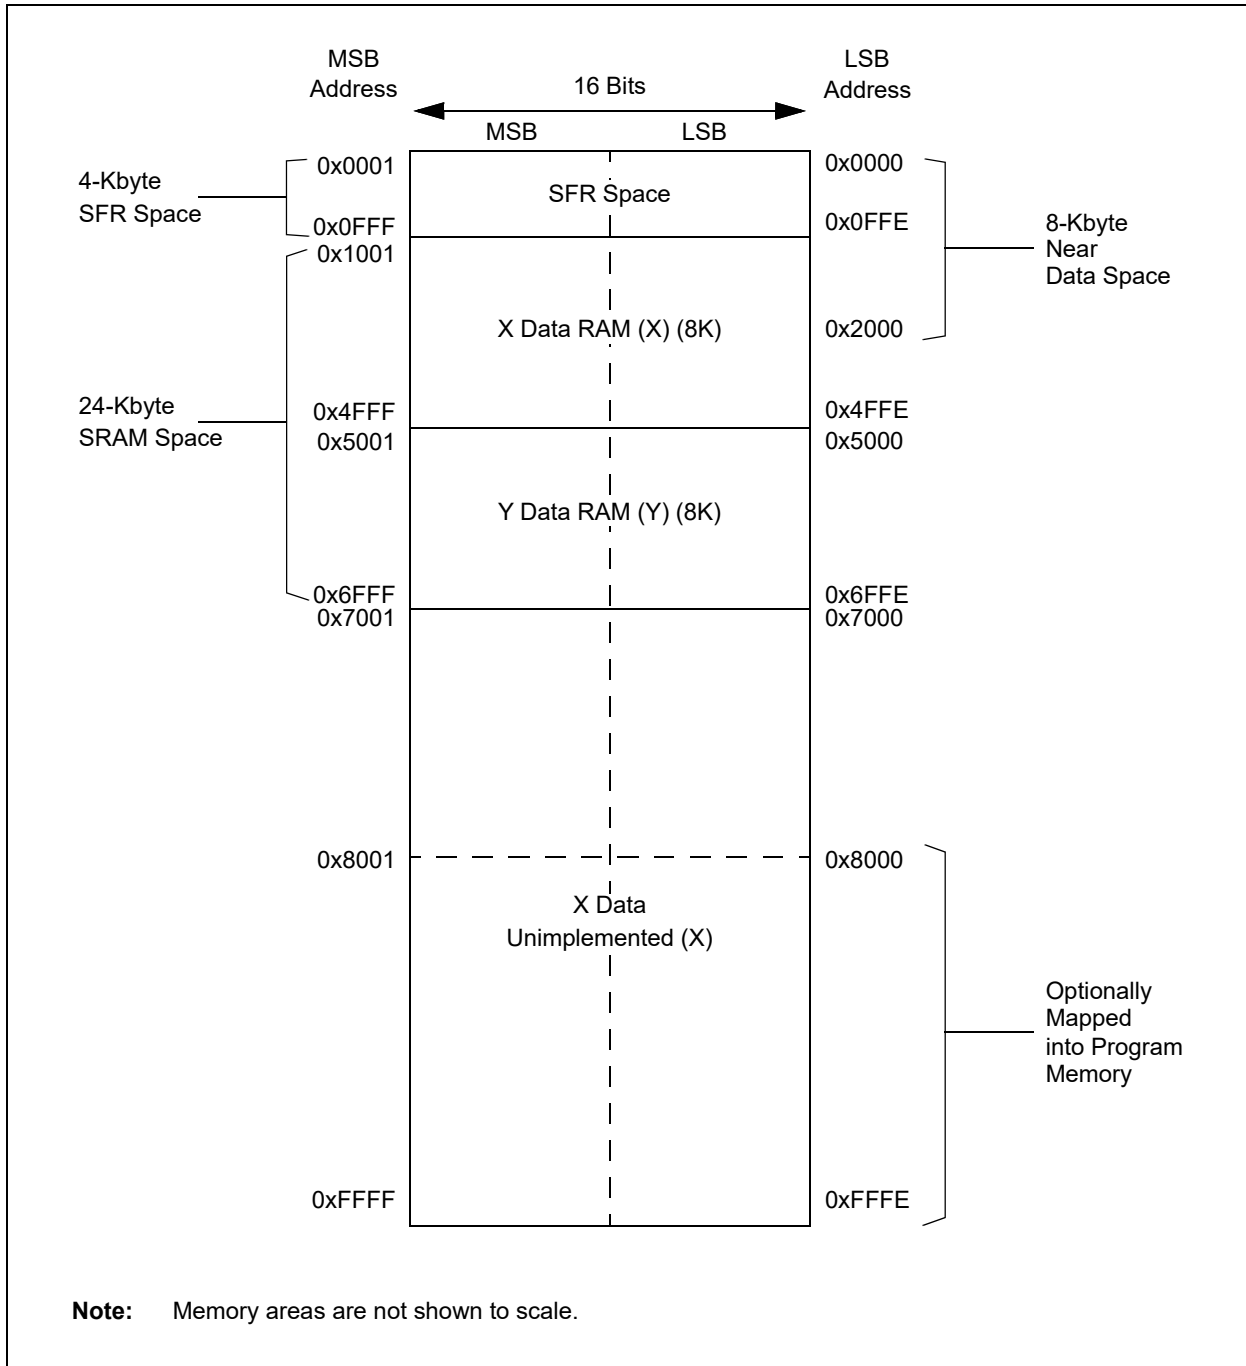 MSB
Address
LSB
Address
16 Bits
MSB
LSB
4-Kbyte
SFR Space
0x0001
SFR Space
0x0000
0x0FFF
0x0FFE
0x1001
8-Kbyte
Near
Data Space
X Data RAM (X) (8K)
0x2000
24-Kbyte
SRAM Space
0x4FFF
0x4FFE
0x5001
0x5000
Y Data RAM (Y) (8K)
0x6FFF
0x6FFE
0x7001
0x7000
0x8001
0x8000
X Data
Unimplemented (X)
Optionally
Mapped
into Program
Memory
0xFFFF
0xFFFE
Note: Memory areas are not shown to scale.